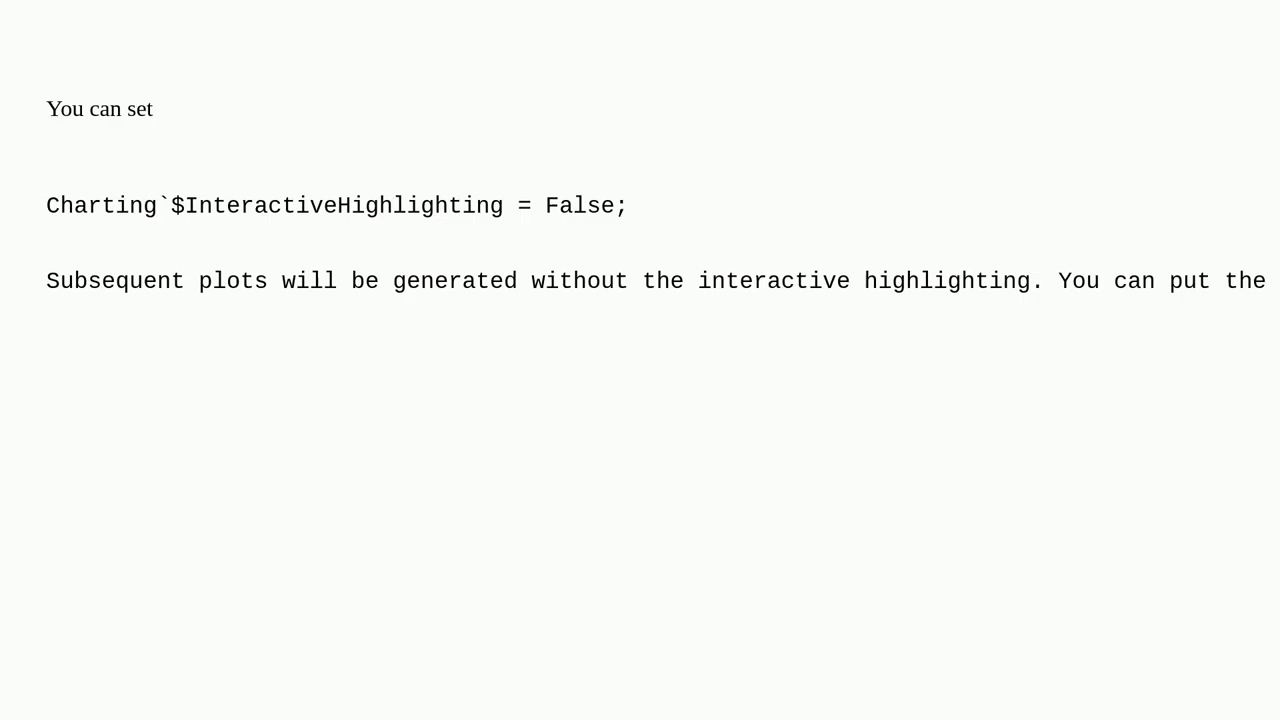 You can set
Charting`$InteractiveHighlighting = False;
Subsequent plots will be generated without the interactive highlighting. You can put the